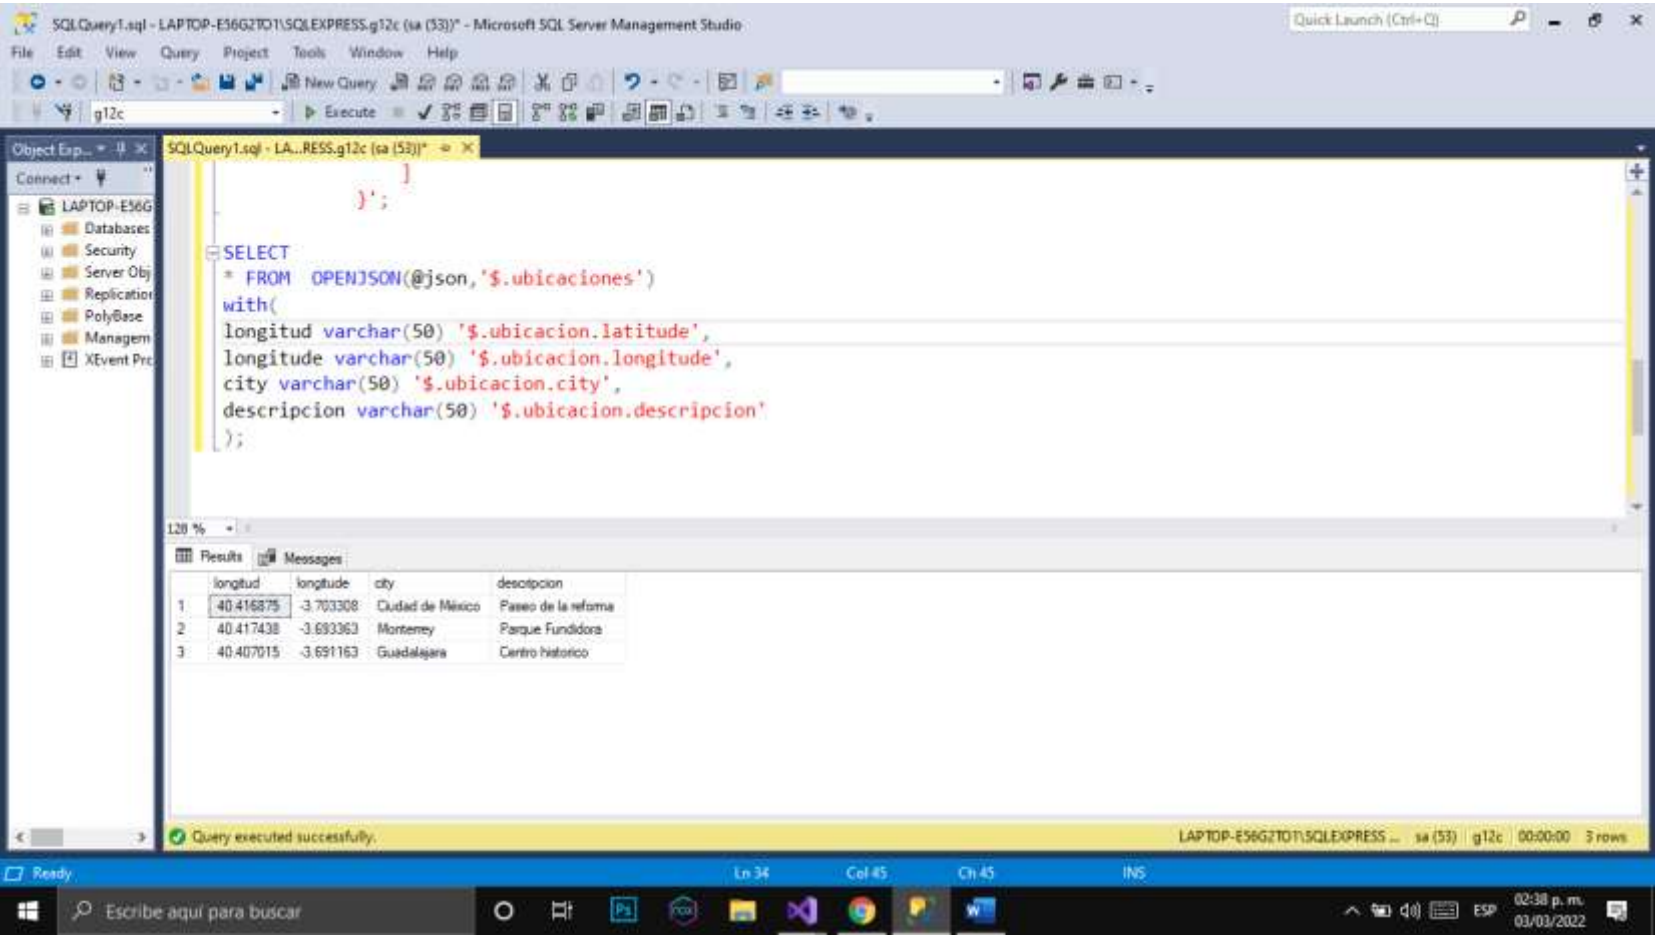 SQLQuery1.sql - LAPTOP-E56G2TO1\SQLEXPRESS.g12c (sa (53))* - Microsoft SQL Server Management Studio
Quick Launch (Ctrl+Q)
File Edit View Query Project Tools Window Help
New Query
g12c
Execute
Object Exp...
SQLQuery1.sql - LA...RESS.g12c (sa (53))*
Connect
LAPTOP-E56G
Databases
Security
Server Obj
Replication
PolyBase
Managem
XEvent Pro
]
}';
SELECT
* FROM OPENJSON(@json,'$.ubicaciones')
with(
longitud varchar(50) '$.ubicacion.latitude',
longitude varchar(50) '$.ubicacion.longitude',
city varchar(50) '$.ubicacion.city',
descripcion varchar(50) '$.ubicacion.descripcion'
);
128 %
Results Messages
longitud longitude city descripcion
1 40.416875 -3.703308 Ciudad de México Paseo de la reforma
2 40.417438 -3.693363 Monterrey Parque Fundidora
3 40.407015 -3.691163 Guadalajara Centro historico
Query executed successfully.
LAPTOP-E56G2TO1\SQLEXPRESS ... sa (53) g12c 00:00:00 3 rows
Ready
Ln 34 Col 45 Ch 45 INS
Escribe aquí para buscar
Ps
nox
W
ESP
02:38 p. m.
03/03/2022